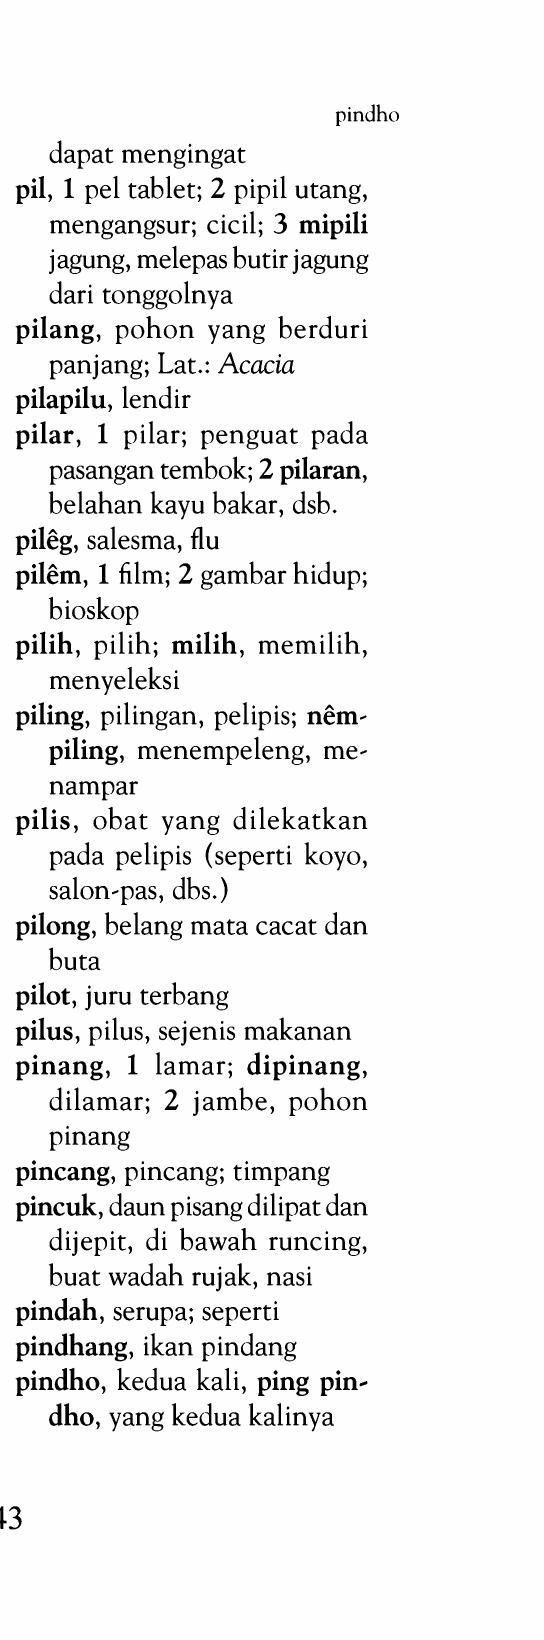 pindho
dapat mengingat
pil, 1 pel tablet; 2 pipil utang,
mengangsur; cicil; 3 mipili
jagung, melepas butir jagung
dari tonggolnya
pilang, pohon yang berduri
panjang; Lat.: Acacia
pilapilu, lendir
pilar, 1 pilar; penguat pada
pasangan tembok; 2 pilaran,
belahan kayu bakar, dsb.
pilêg, salesma, flu
pilêm, 1 film; 2 gambar hidup;
bioskop
pilih, pilih; milih, memilih,
menyeleksi
piling, pilingan, pelipis; nêm-
piling, menempeleng, me-
nampar
pilis, obat yang dilekatkan
pada pelipis (seperti koyo,
salon-pas, dbs.)
pilong, belang mata cacat dan
buta
pilot, juru terbang
pilus, pilus, sejenis makanan
pinang, 1 lamar; dipinang,
dilamar; 2 jambe, pohon
pinang
pincang, pincang; timpang
pincuk, daun pisang dilipat dan
dijepit, di bawah runcing,
buat wadah rujak, nasi
pindah, serupa; seperti
pindhang, ikan pindang
pindho, kedua kali, ping pin-
dho, yang kedua kalinya
43